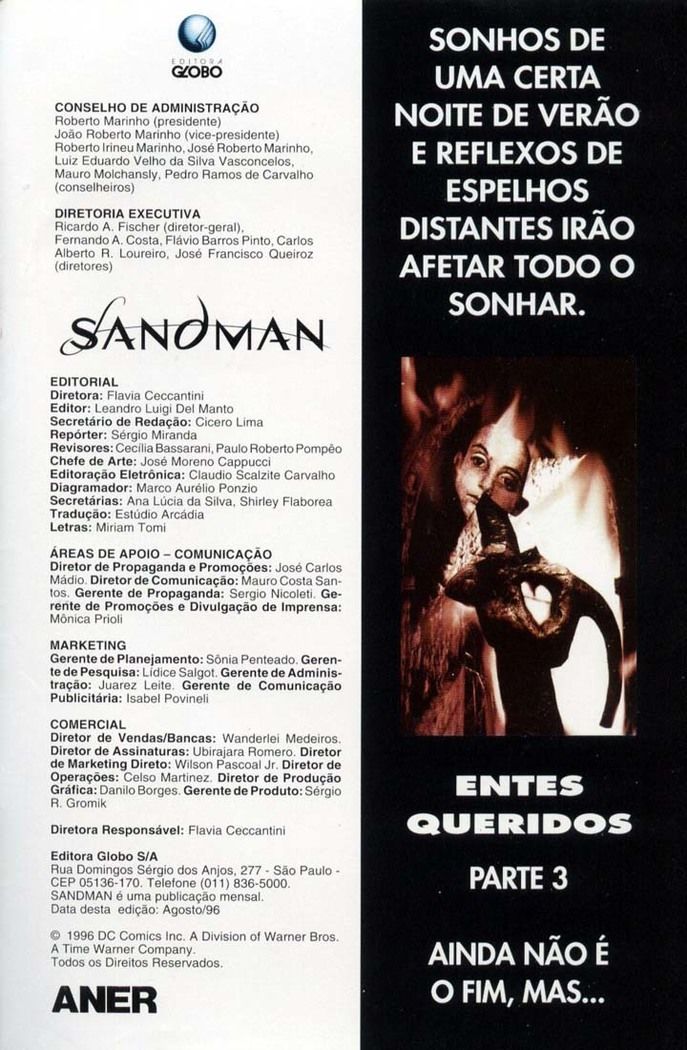 EDITORA
GLOBO
CONSELHO DE ADMINISTRAÇÃO
Roberto Marinho (presidente)
João Roberto Marinho (vice-presidente)
Roberto Irineu Marinho, José Roberto Marinho,
Luiz Eduardo Velho da Silva Vasconcelos,
Mauro Molchansly, Pedro Ramos de Carvalho
(conselheiros)
DIRETORIA EXECUTIVA
Ricardo A. Fischer (diretor-geral),
Fernando A. Costa, Flávio Barros Pinto, Carlos
Alberto R. Loureiro, José Francisco Queiroz
(diretores)
SANDMAN
EDITORIAL
Diretora: Flavia Ceccantini
Editor: Leandro Luigi Del Manto
Secretário de Redação: Cicero Lima
Repórter: Sérgio Miranda
Revisores: Cecília Bassarani, Paulo Roberto Pompêo
Chefe de Arte: José Moreno Cappucci
Editoração Eletrônica: Claudio Scalzite Carvalho
Diagramador: Marco Aurélio Ponzio
Secretárias: Ana Lúcia da Silva, Shirley Flaborea
Tradução: Estúdio Arcádia
Letras: Miriam Tomi
ÁREAS DE APOIO – COMUNICAÇÃO
Diretor de Propaganda e Promoções: José Carlos
Mádio. Diretor de Comunicação: Mauro Costa San-
tos. Gerente de Propaganda: Sergio Nicoleti. Ge-
rente de Promoções e Divulgação de Imprensa:
Mônica Prioli
MARKETING
Gerente de Planejamento: Sônia Penteado. Geren-
te de Pesquisa: Lídice Salgot. Gerente de Adminis-
tração: Juarez Leite. Gerente de Comunicação
Publicitária: Isabel Povineli
COMERCIAL
Diretor de Vendas/Bancas: Wanderlei Medeiros.
Diretor de Assinaturas: Ubirajara Romero. Diretor
de Marketing Direto: Wilson Pascoal Jr. Diretor de
Operações: Celso Martinez. Diretor de Produção
Gráfica: Danilo Borges. Gerente de Produto: Sérgio
R. Gromik
Diretora Responsável: Flavia Ceccantini
Editora Globo S/A
Rua Domingos Sérgio dos Anjos, 277 - São Paulo -
CEP 05136-170. Telefone (011) 836-5000.
SANDMAN é uma publicação mensal.
Data desta edição: Agosto/96
© 1996 DC Comics Inc. A Division of Warner Bros.
A Time Warner Company.
Todos os Direitos Reservados.
ANER
SONHOS DE
UMA CERTA
NOITE DE VERÃO
E REFLEXOS DE
ESPELHOS
DISTANTES IRÃO
AFETAR TODO O
SONHAR.
ENTES
QUERIDOS
PARTE 3
AINDA NÃO É
O FIM, MAS...